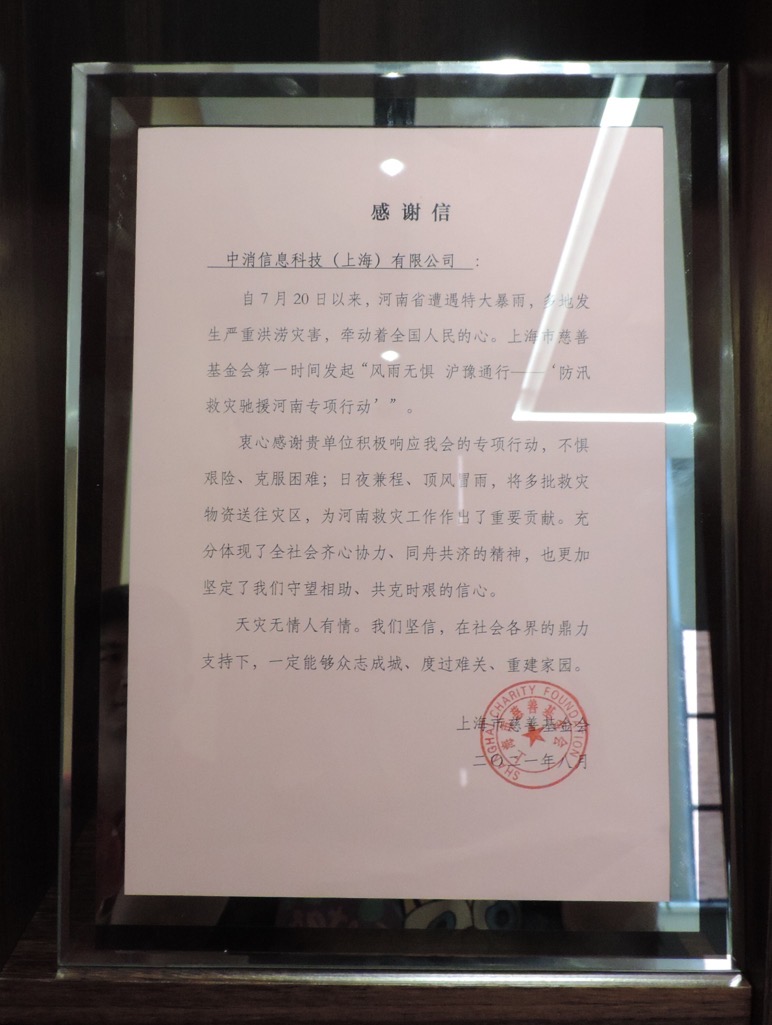 感谢信
中消信息科技（上海）有限公司 ：
自7月20日以来，河南省遭遇特大暴雨，多地发
生严重洪涝灾害，牵动着全国人民的心。上海市慈善
基金会第一时间发起“风雨无惧 沪豫通行——‘防汛
救灾驰援河南专项行动’”。
衷心感谢贵单位积极响应我会的专项行动，不惧
艰险、克服困难；日夜兼程、顶风冒雨，将多批救灾
物资送往灾区，为河南救灾工作作出了重要贡献。充
分体现了全社会齐心协力、同舟共济的精神，也更加
坚定了我们守望相助、共克时艰的信心。
天灾无情人有情。我们坚信，在社会各界的鼎力
支持下，一定能够众志成城、度过难关、重建家园。
上海市慈善基金会
二〇二一年八月
SHANGHAI CHARITY FOUNDATION
上海市慈善基金会